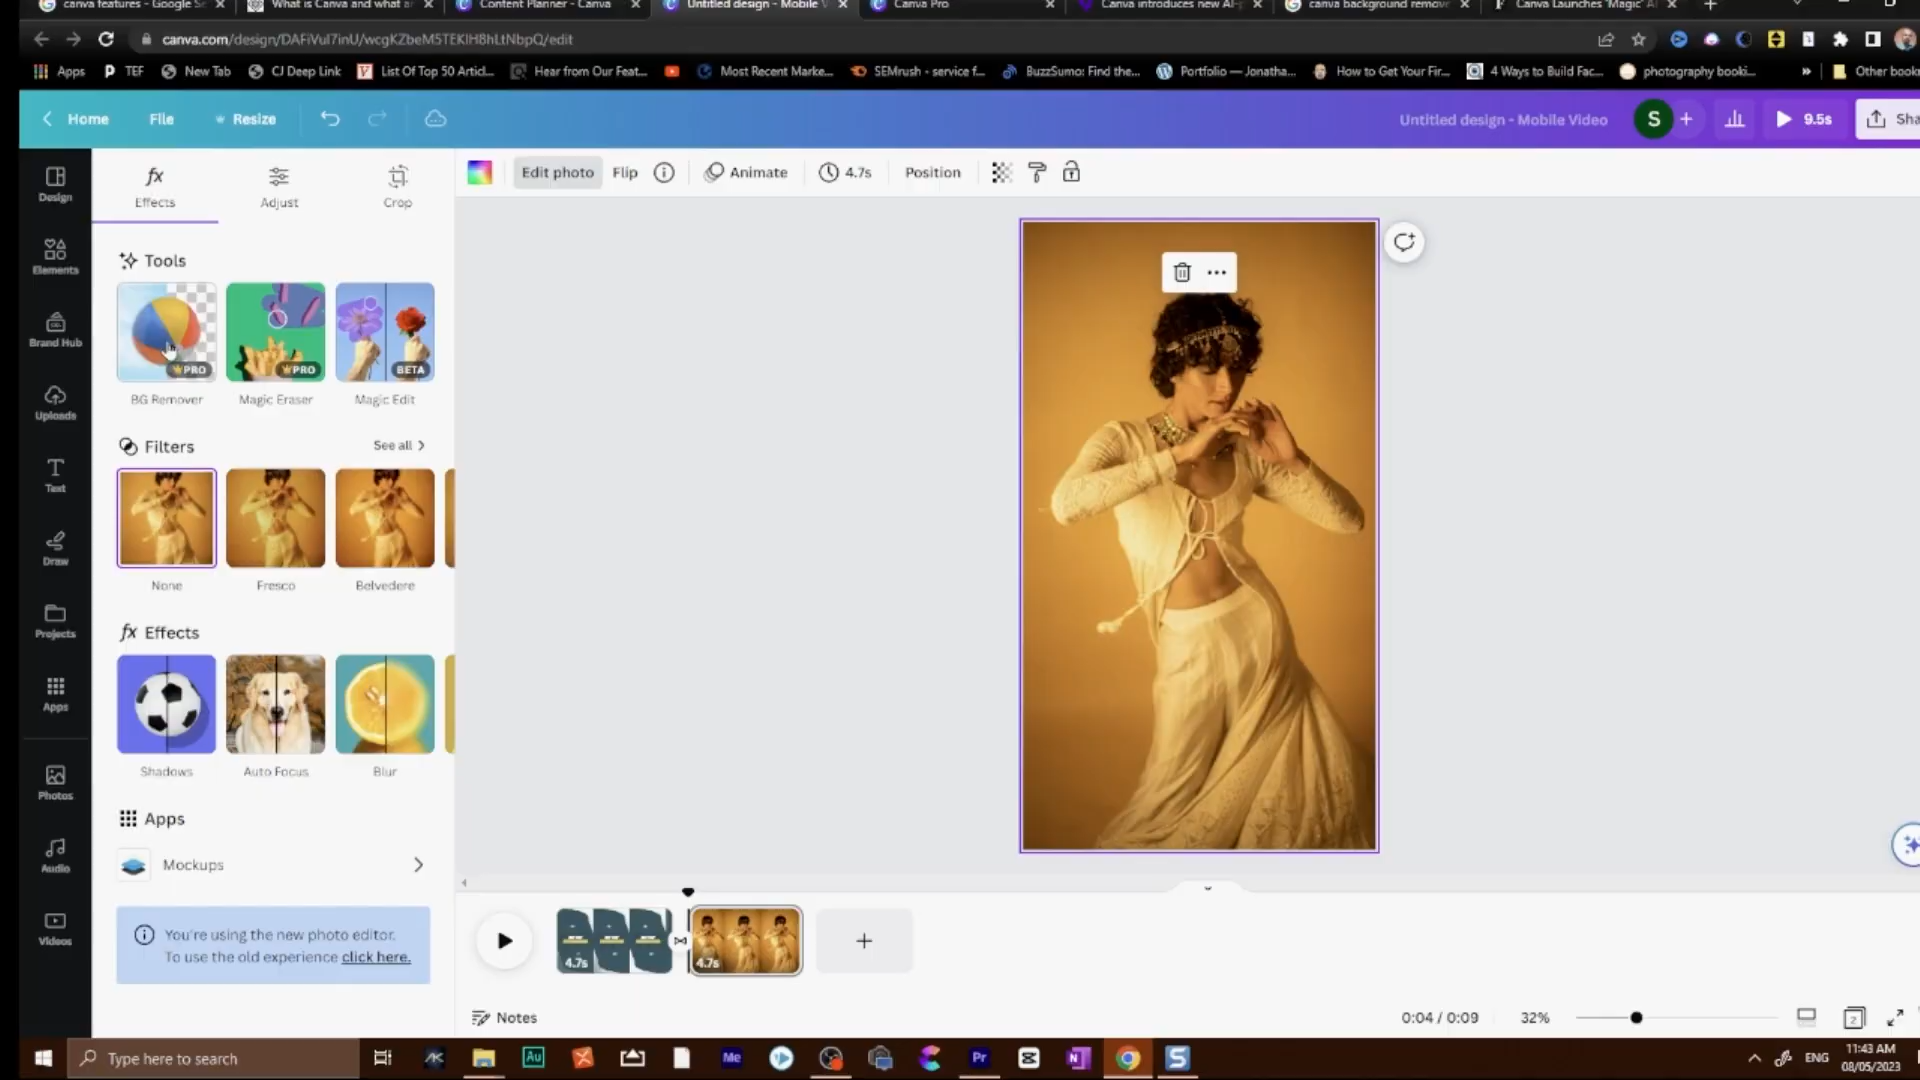 canva features - Google Se
What is Canva and what a
Content Planner - Canva
Untitled design - Mobile V
Canva Pro
Canva introduces new AI-p
canva background remove
Canva Launches 'Magic' AI
canva.com/design/DAFiVul7inU/wcgKZbeM5TEKIH8hLtNbpQ/edit
Apps
TEF
New Tab
CJ Deep Link
List Of Top 50 Articl...
Hear from Our Feat...
Most Recent Marke...
SEMrush - service f...
BuzzSumo: Find the...
Portfolio — Jonatha...
How to Get Your Fir...
4 Ways to Build Fac...
photography booki...
Other book
Home
File
Resize
Untitled design - Mobile Video
S
9.5s
Sha
Design
Elements
Brand Hub
Uploads
Text
Draw
Projects
Apps
Photos
Audio
Videos
fx
Effects
Adjust
Crop
Edit photo
Flip
Animate
4.7s
Position
Tools
PRO
PRO
BETA
BG Remover
Magic Eraser
Magic Edit
Filters
See all
None
Fresco
Belvedere
fx Effects
Shadows
Auto Focus
Blur
Apps
Mockups
You're using the new photo editor.
To use the old experience click here.
4.7s
4.7s
Notes
0:04 / 0:09
32%
2
Type here to search
Au
Me
Pr
N
S
ENG
11:43 AM
08/05/2023